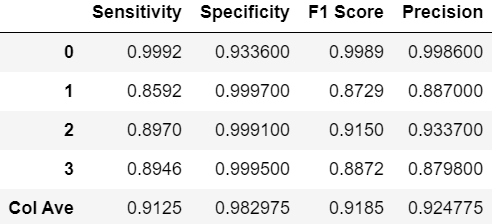 Sensitivity Specificity F1 Score Precision
0 0.9992 0.933600 0.9989 0.998600
1 0.8592 0.999700 0.8729 0.887000
2 0.8970 0.999100 0.9150 0.933700
3 0.8946 0.999500 0.8872 0.879800
Col Ave 0.9125 0.982975 0.9185 0.924775